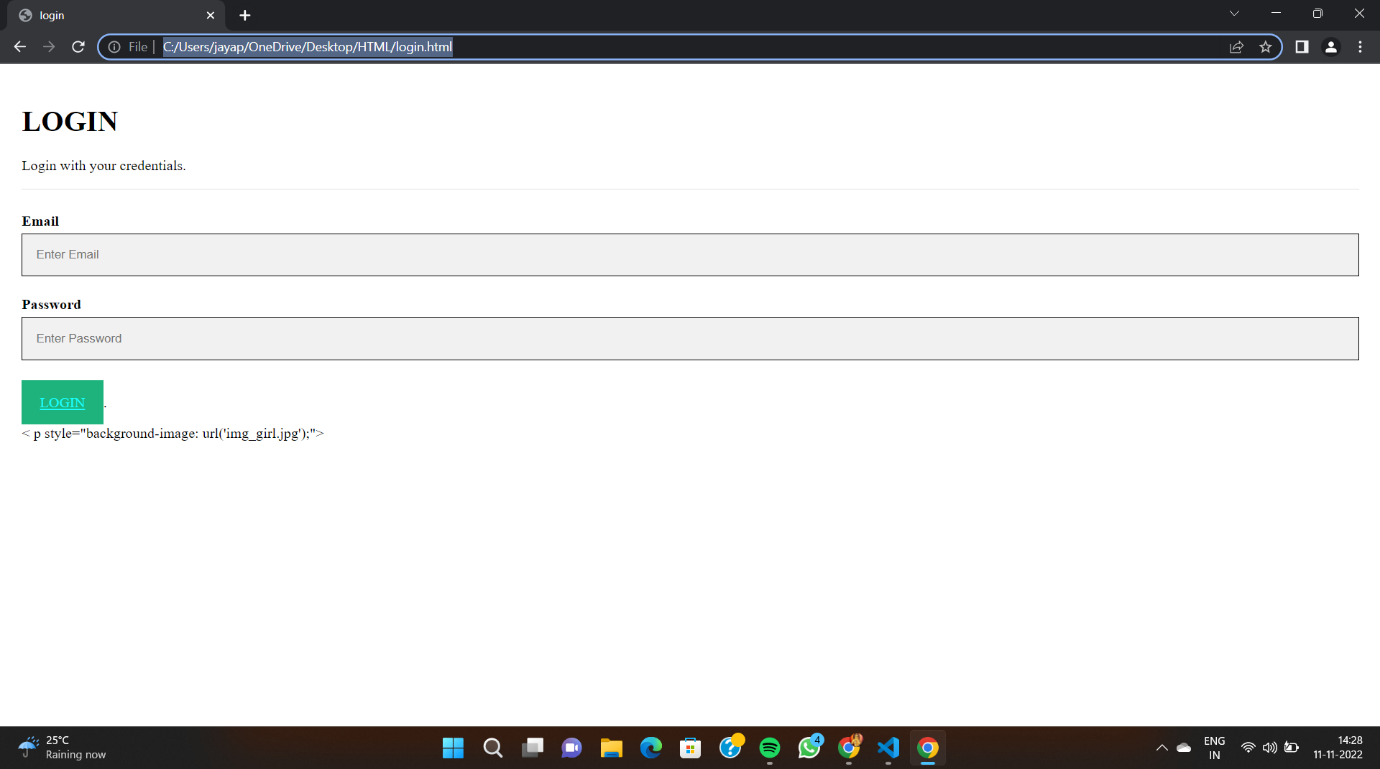 login
File
C:/Users/jayap/OneDrive/Desktop/HTML/login.html
LOGIN
Login with your credentials.
Email
Enter Email
Password
Enter Password
LOGIN.
< p style="background-image: url('img_girl.jpg');">
25°C
Raining now
4
ENG
IN
14:28
11-11-2022